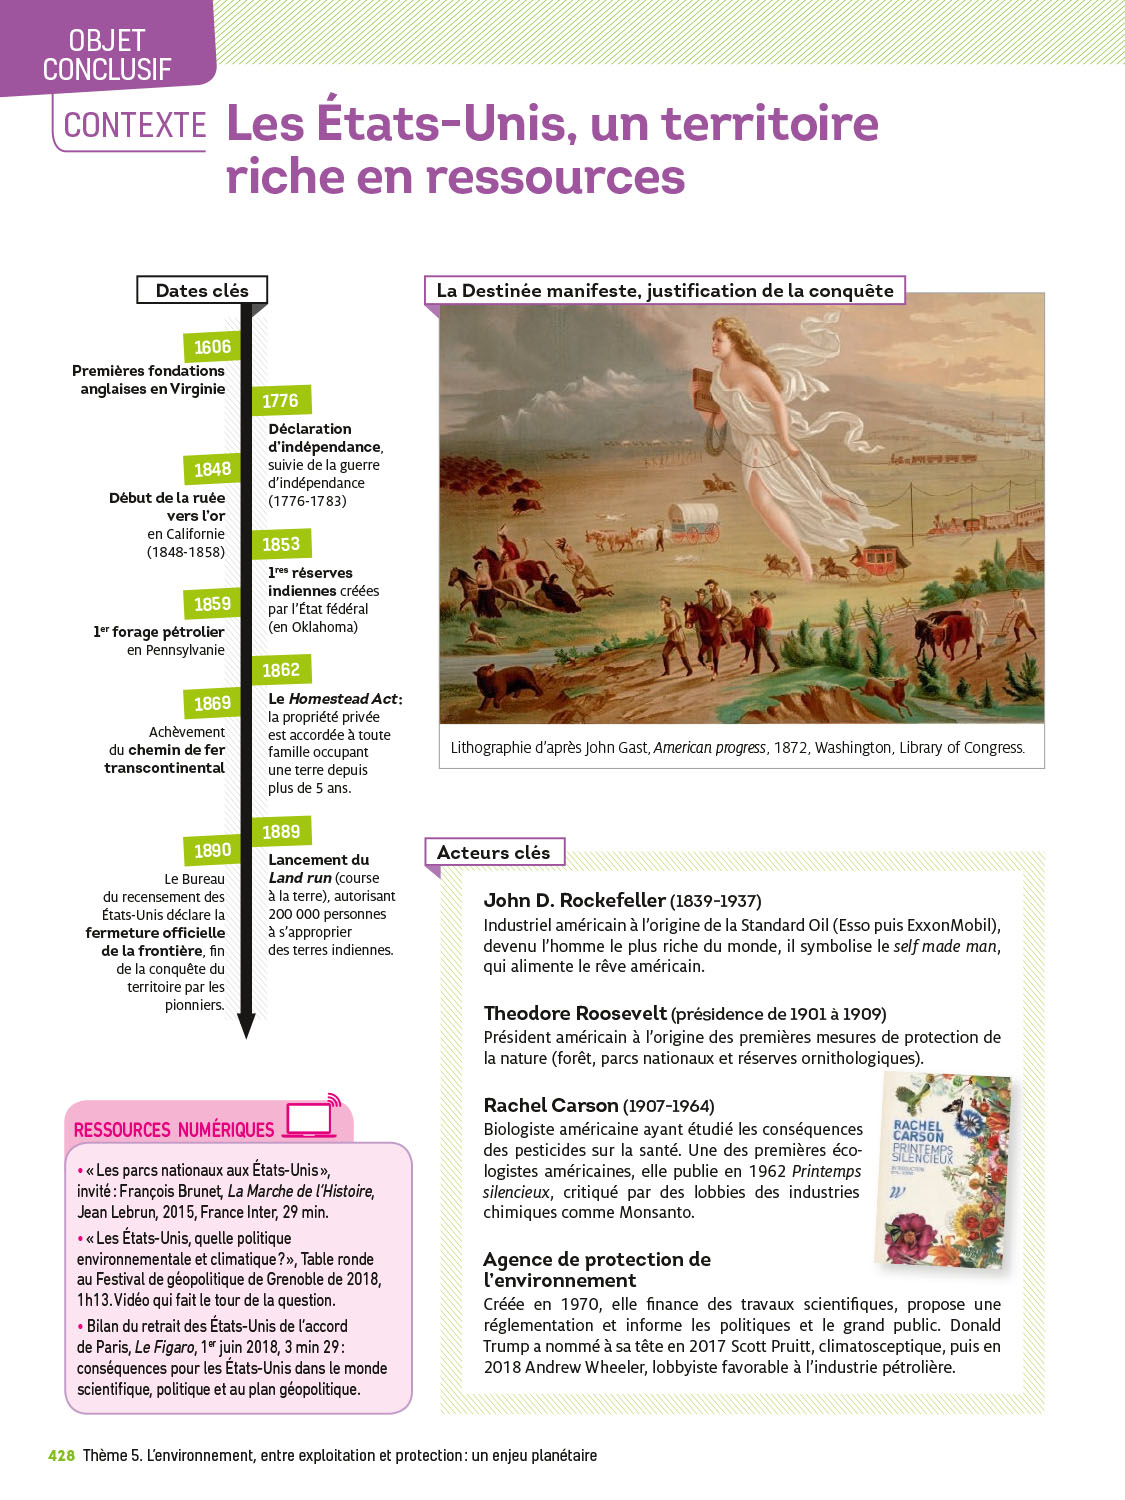 OBJET
CONCLUSIF
CONTEXTE
Les États-Unis, un territoire
riche en ressources
Dates clés
1606
Premières fondations
anglaises en Virginie
1776
Déclaration
d’indépendance,
suivie de la guerre
d’indépendance
(1776-1783)
1848
Début de la ruée
vers l’or
en Californie
(1848-1858)
1853
1res réserves
indiennes créées
par l’État fédéral
(en Oklahoma)
1859
1er forage pétrolier
en Pennsylvanie
1862
Le Homestead Act :
la propriété privée
est accordée à toute
famille occupant
une terre depuis
plus de 5 ans.
1869
Achèvement
du chemin de fer
transcontinental
1889
Lancement du
Land run (course
à la terre), autorisant
200 000 personnes
à s’approprier
des terres indiennes.
1890
Le Bureau
du recensement des
États-Unis déclare la
fermeture officielle
de la frontière, fin
de la conquête du
territoire par les
pionniers.
La Destinée manifeste, justification de la conquête
Lithographie d’après John Gast, American progress, 1872, Washington, Library of Congress.
Acteurs clés
John D. Rockefeller (1839-1937)
Industriel américain à l’origine de la Standard Oil (Esso puis ExxonMobil),
devenu l’homme le plus riche du monde, il symbolise le self made man,
qui alimente le rêve américain.
Theodore Roosevelt (présidence de 1901 à 1909)
Président américain à l’origine des premières mesures de protection de
la nature (forêt, parcs nationaux et réserves ornithologiques).
Rachel Carson (1907-1964)
Biologiste américaine ayant étudié les conséquences
des pesticides sur la santé. Une des premières éco-
logistes américaines, elle publie en 1962 Printemps
silencieux, critiqué par des lobbies des industries
chimiques comme Monsanto.
RACHEL
CARSON
PRINTEMPS
SILENCIEUX
Agence de protection de
l’environnement
Créée en 1970, elle finance des travaux scientifiques, propose une
réglementation et informe les politiques et le grand public. Donald
Trump a nommé à sa tête en 2017 Scott Pruitt, climatosceptique, puis en
2018 Andrew Wheeler, lobbyiste favorable à l’industrie pétrolière.
RESSOURCES NUMÉRIQUES
• « Les parcs nationaux aux États-Unis »,
invité : François Brunet, La Marche de l’Histoire,
Jean Lebrun, 2015, France Inter, 29 min.
• « Les États-Unis, quelle politique
environnementale et climatique ? », Table ronde
au Festival de géopolitique de Grenoble de 2018,
1h13. Vidéo qui fait le tour de la question.
• Bilan du retrait des États-Unis de l’accord
de Paris, Le Figaro, 1er juin 2018, 3 min 29 :
conséquences pour les États-Unis dans le monde
scientifique, politique et au plan géopolitique.
428 Thème 5. L’environnement, entre exploitation et protection : un enjeu planétaire